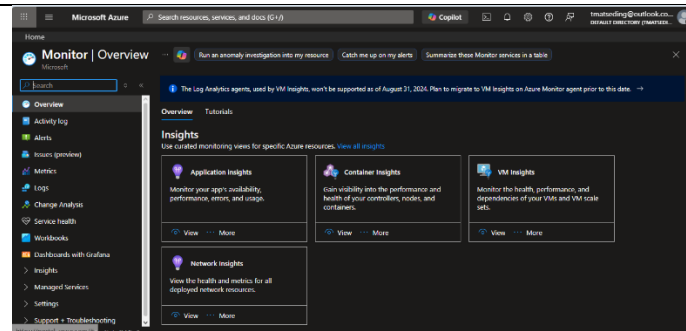 Microsoft Azure
Search resources, services, and docs (G+/)
Copilot
tmatseding@outlook.co...
DEFAULT DIRECTORY
Home
Monitor | Overview
Microsoft
Run an anomaly investigation into my resource
Catch me up on my alerts
Summarize these Monitor services in a table
Search
Overview
Activity log
Alerts
Issues (preview)
Metrics
Logs
Change Analysis
Service health
Workbooks
Dashboards with Grafana
Insights
Managed Services
Settings
Support + Troubleshooting
The Log Analytics agents, used by VM Insights, won't be supported as of August 31, 2024. Plan to migrate to VM Insights on Azure Monitor agent prior to this date. →
Overview Tutorials
Insights
Use curated monitoring views for specific Azure resources. View all insights
Application Insights
Monitor your app's availability,
performance, errors, and usage.
View ··· More
Container Insights
Gain visibility into the performance and
health of your controllers, nodes, and
containers.
View ··· More
VM Insights
Monitor the health, performance, and
dependencies of your VMs and VM scale
sets.
View ··· More
Network Insights
View the health and metrics for all
deployed network resources.
View ··· More